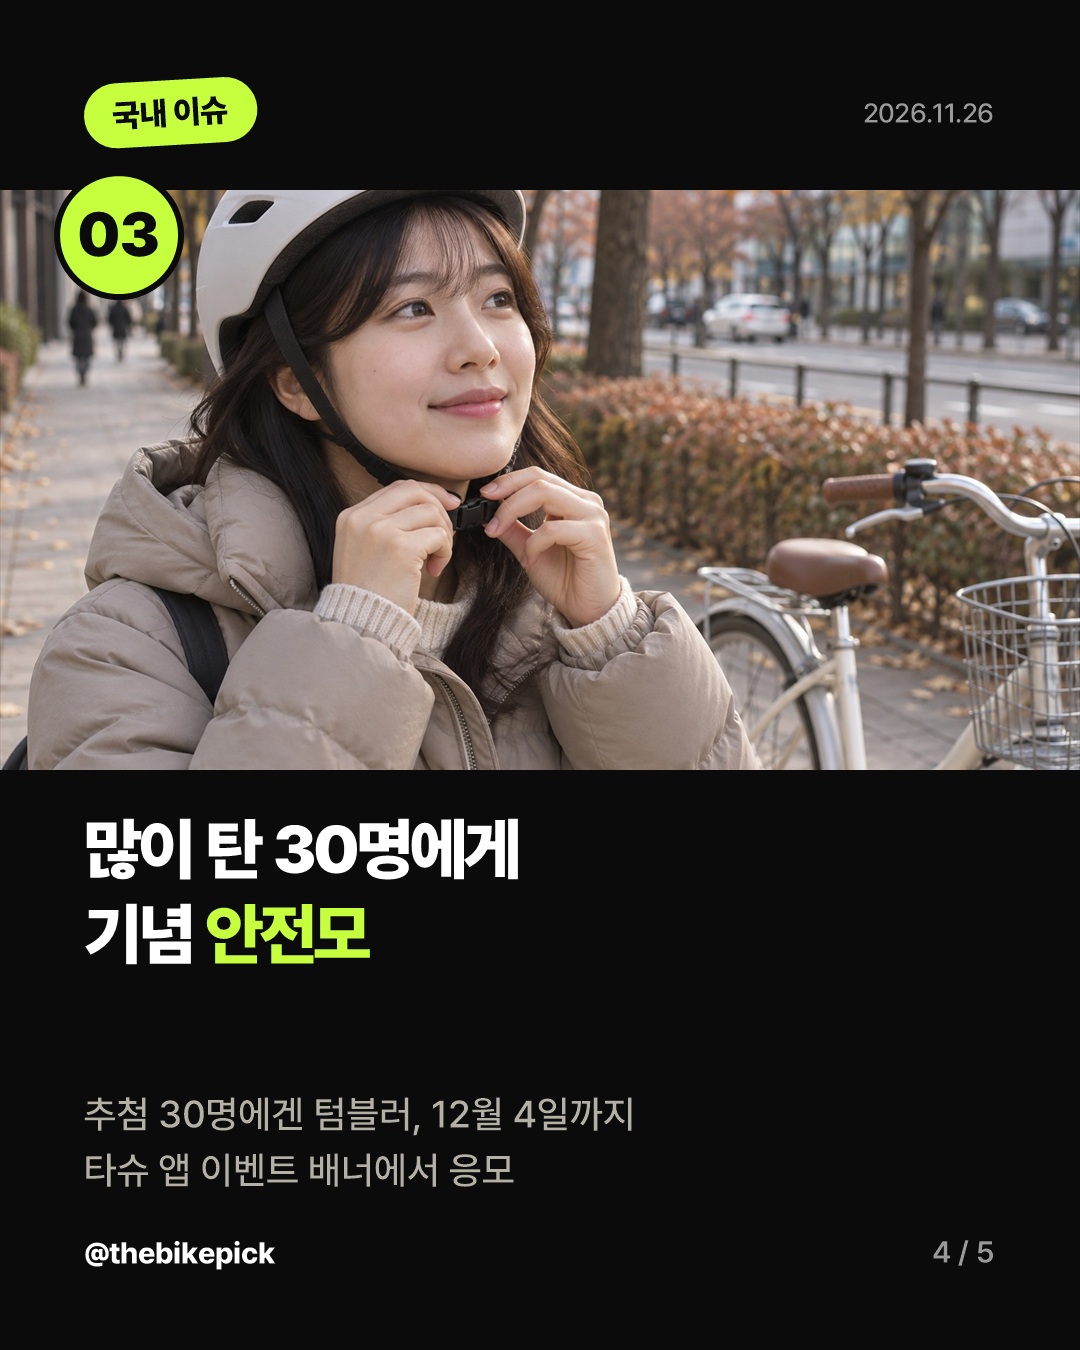 국내 이슈
2026.11.26
03
많이 탄 30명에게
기념 안전모
추첨 30명에겐 텀블러, 12월 4일까지
타슈 앱 이벤트 배너에서 응모
@thebikepick
4 / 5